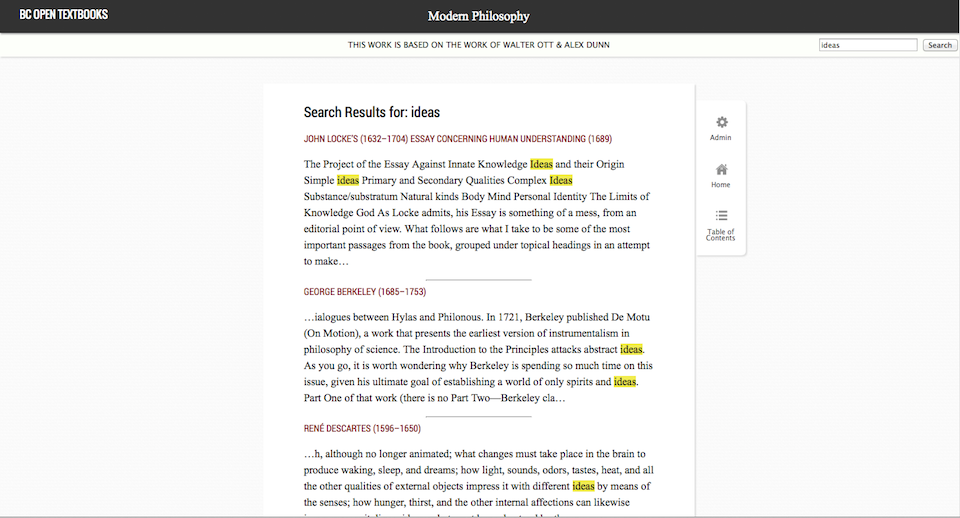 BC OPEN TEXTBOOKS
Modern Philosophy
THIS WORK IS BASED ON THE WORK OF WALTER OTT & ALEX DUNN
ideas
Search
Search Results for: ideas
JOHN LOCKE'S (1632–1704) ESSAY CONCERNING HUMAN UNDERSTANDING (1689)
The Project of the Essay Against Innate Knowledge Ideas and their Origin
Simple ideas Primary and Secondary Qualities Complex Ideas
Substance/substratum Natural kinds Body Mind Personal Identity The Limits of
Knowledge God As Locke admits, his Essay is something of a mess, from an
editorial point of view. What follows are what I take to be some of the most
important passages from the book, grouped under topical headings in an attempt
to make…
GEORGE BERKELEY (1685–1753)
…ialogues between Hylas and Philonous. In 1721, Berkeley published De Motu
(On Motion), a work that presents the earliest version of instrumentalism in
philosophy of science. The Introduction to the Principles attacks abstract ideas.
As you go, it is worth wondering why Berkeley is spending so much time on this
issue, given his ultimate goal of establishing a world of only spirits and ideas.
Part One of that work (there is no Part Two—Berkeley cla…
RENÉ DESCARTES (1596–1650)
…h, although no longer animated; what changes must take place in the brain to
produce waking, sleep, and dreams; how light, sounds, odors, tastes, heat, and all
the other qualities of external objects impress it with different ideas by means of
the senses; how hunger, thirst, and the other internal affections can likewise
Admin
Home
Table of
Contents